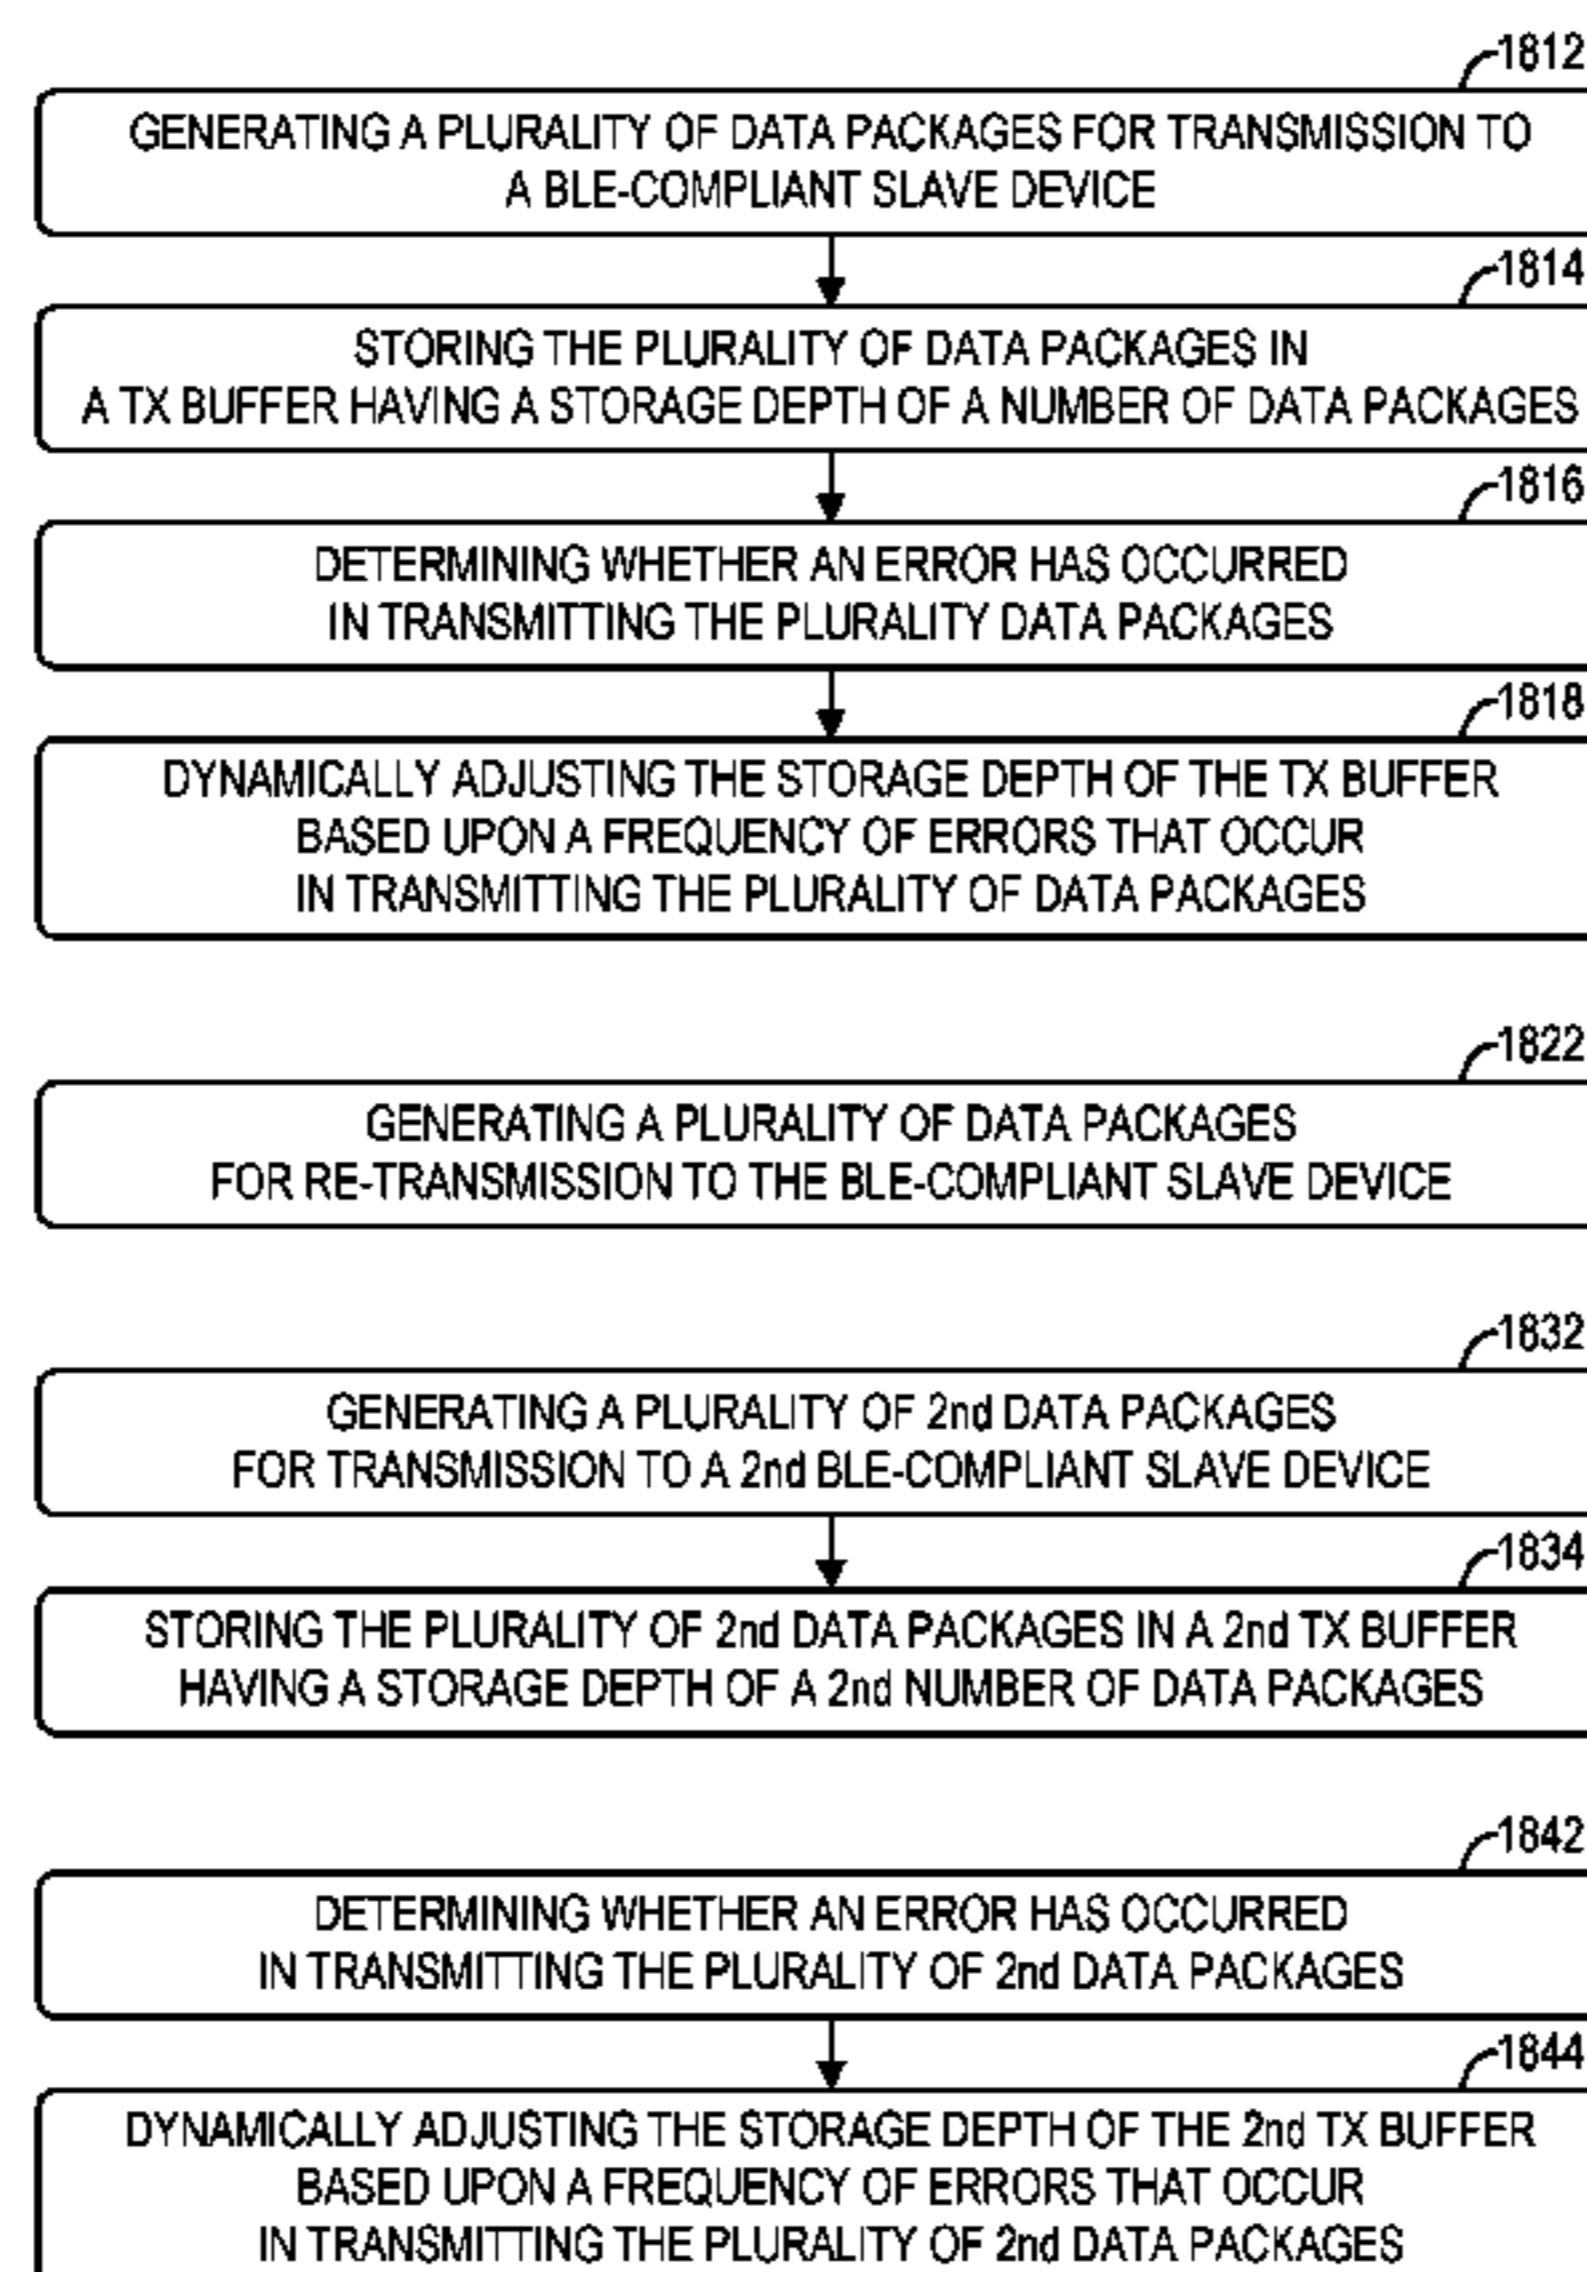 1812
GENERATING A PLURALITY OF DATA PACKAGES FOR TRANSMISSION TO
A BLE-COMPLIANT SLAVE DEVICE
1814
STORING THE PLURALITY OF DATA PACKAGES IN
A TX BUFFER HAVING A STORAGE DEPTH OF A NUMBER OF DATA PACKAGES
1816
DETERMINING WHETHER AN ERROR HAS OCCURRED
IN TRANSMITTING THE PLURALITY DATA PACKAGES
1818
DYNAMICALLY ADJUSTING THE STORAGE DEPTH OF THE TX BUFFER
BASED UPON A FREQUENCY OF ERRORS THAT OCCUR
IN TRANSMITTING THE PLURALITY OF DATA PACKAGES
1822
GENERATING A PLURALITY OF DATA PACKAGES
FOR RE-TRANSMISSION TO THE BLE-COMPLIANT SLAVE DEVICE
1832
GENERATING A PLURALITY OF 2nd DATA PACKAGES
FOR TRANSMISSION TO A 2nd BLE-COMPLIANT SLAVE DEVICE
1834
STORING THE PLURALITY OF 2nd DATA PACKAGES IN A 2nd TX BUFFER
HAVING A STORAGE DEPTH OF A 2nd NUMBER OF DATA PACKAGES
1842
DETERMINING WHETHER AN ERROR HAS OCCURRED
IN TRANSMITTING THE PLURALITY OF 2nd DATA PACKAGES
1844
DYNAMICALLY ADJUSTING THE STORAGE DEPTH OF THE 2nd TX BUFFER
BASED UPON A FREQUENCY OF ERRORS THAT OCCUR
IN TRANSMITTING THE PLURALITY OF 2nd DATA PACKAGES